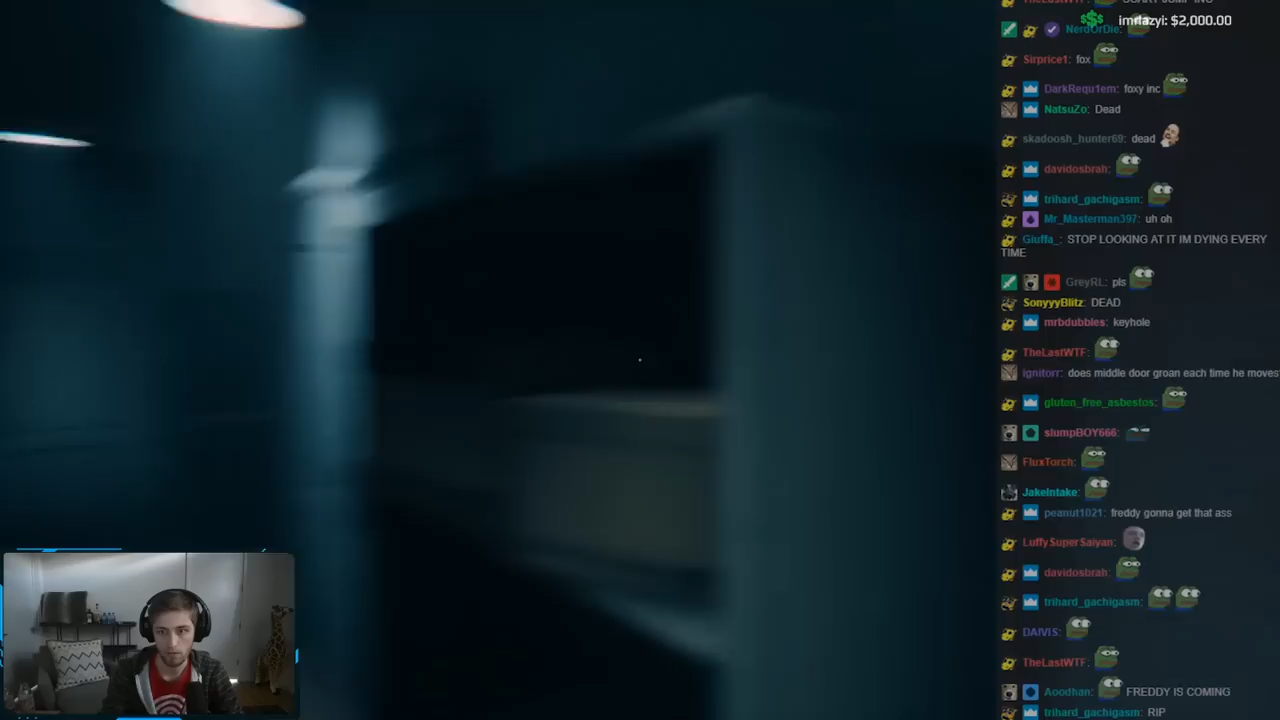 imrlazyi: $2,000.00
NerdOrDie:
Sirprice1: fox
DarkRequ1em: foxy inc
NatsuZo: Dead
skadoosh_hunter69: dead
davidosbrah:
trihard_gachigasm:
Mr_Masterman397: uh oh
Giuffa_: STOP LOOKING AT IT IM DYING EVERY
TIME
GreyRL: pls
SonyyyBlitz: DEAD
mrbdubbles: keyhole
TheLastWTF:
ignitorr: does middle door groan each time he moves
gluten_free_asbestos:
slumpBOY666:
FluxTorch:
JakeIntake:
peanut1021: freddy gonna get that ass
LuffySuperSaiyan:
davidosbrah:
trihard_gachigasm:
DAIVIS:
TheLastWTF:
Aoodhan: FREDDY IS COMING
trihard_gachigasm: RIP